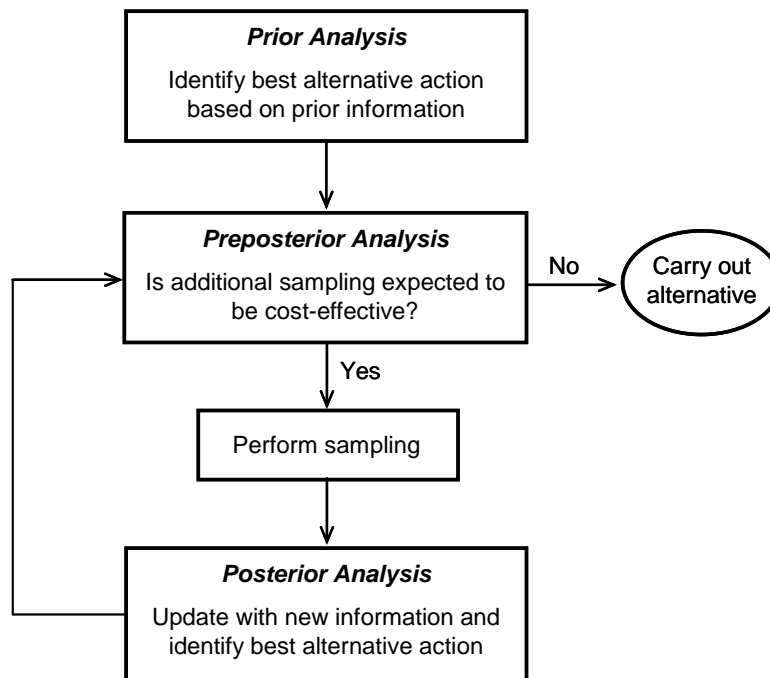 Prior Analysis
Identify best alternative action
based on prior information
Preposterior Analysis
Is additional sampling expected to
be cost-effective?
No
Carry out
alternative
Yes
Perform sampling
Posterior Analysis
Update with new information and
identify best alternative action